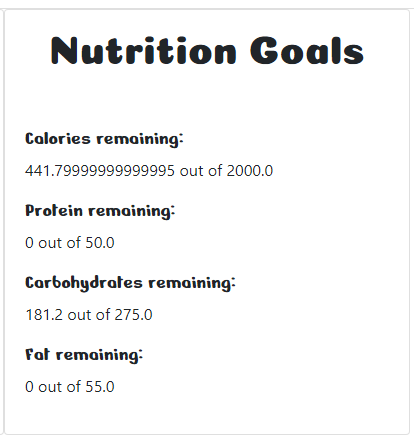 Nutrition Goals
Calories remaining:
441.79999999999995 out of 2000.0
Protein remaining:
0 out of 50.0
Carbohydrates remaining:
181.2 out of 275.0
Fat remaining:
0 out of 55.0